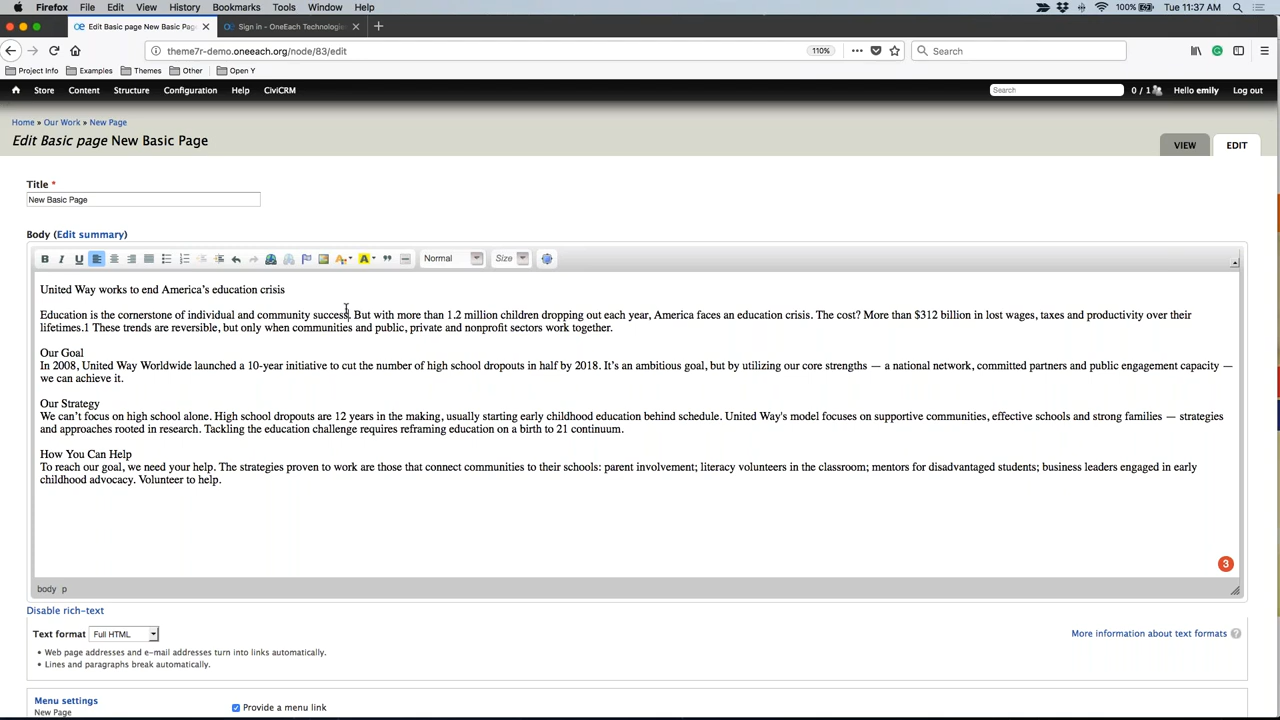 Firefox File Edit View History Bookmarks Tools Window Help 100% Tue 11:37 AM
Edit Basic page New Basic Pag Sign in - OneEach Technologie
theme7r-demo.oneeach.org/node/83/edit 110% Search
Project Info Examples Themes Other Open Y
Store Content Structure Configuration Help CiviCRM Search 0 / 1 Hello emily Log out
Home » Our Work » New Page
Edit Basic page New Basic Page VIEW EDIT
Title *
New Basic Page
Body (Edit summary)
B I U Normal Size
United Way works to end America’s education crisis
Education is the cornerstone of individual and community success. But with more than 1.2 million children dropping out each year, America faces an education crisis. The cost? More than $312 billion in lost wages, taxes and productivity over their
lifetimes.1 These trends are reversible, but only when communities and public, private and nonprofit sectors work together.
Our Goal
In 2008, United Way Worldwide launched a 10-year initiative to cut the number of high school dropouts in half by 2018. It’s an ambitious goal, but by utilizing our core strengths — a national network, committed partners and public engagement capacity —
we can achieve it.
Our Strategy
We can’t focus on high school alone. High school dropouts are 12 years in the making, usually starting early childhood education behind schedule. United Way's model focuses on supportive communities, effective schools and strong families — strategies
and approaches rooted in research. Tackling the education challenge requires reframing education on a birth to 21 continuum.
How You Can Help
To reach our goal, we need your help. The strategies proven to work are those that connect communities to their schools: parent involvement; literacy volunteers in the classroom; mentors for disadvantaged students; business leaders engaged in early
childhood advocacy. Volunteer to help.
3
body p
Disable rich-text
Text format Full HTML More information about text formats ?
• Web page addresses and e-mail addresses turn into links automatically.
• Lines and paragraphs break automatically.
Menu settings
New Page
Provide a menu link